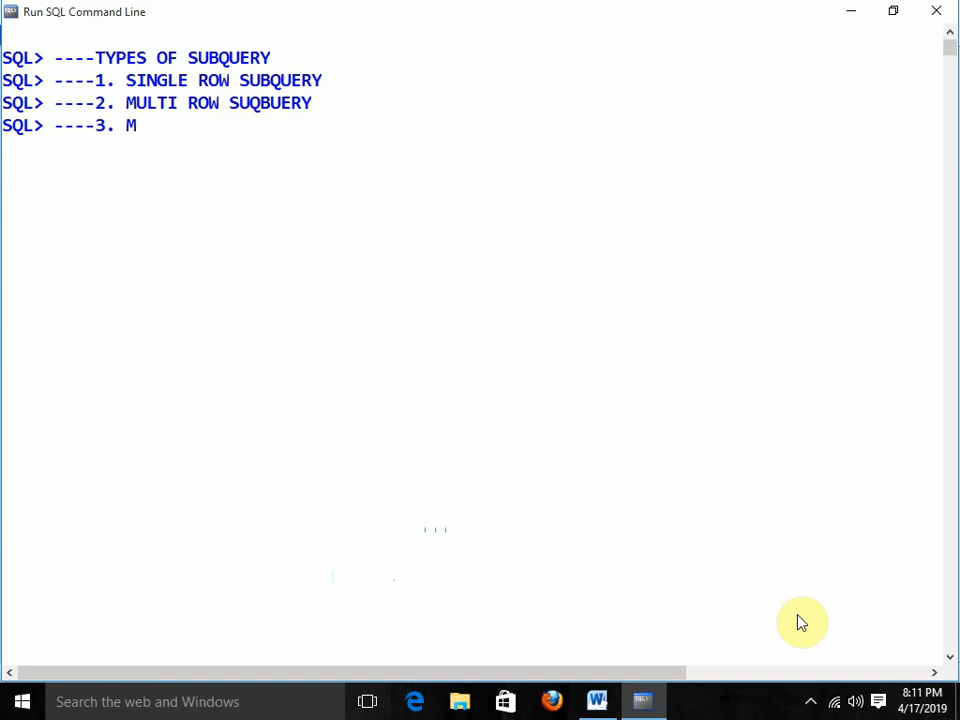 Run SQL Command Line
SQL> ----TYPES OF SUBQUERY
SQL> ----1. SINGLE ROW SUBQUERY
SQL> ----2. MULTI ROW SUQBUERY
SQL> ----3. M
Search the web and Windows
8:11 PM
4/17/2019